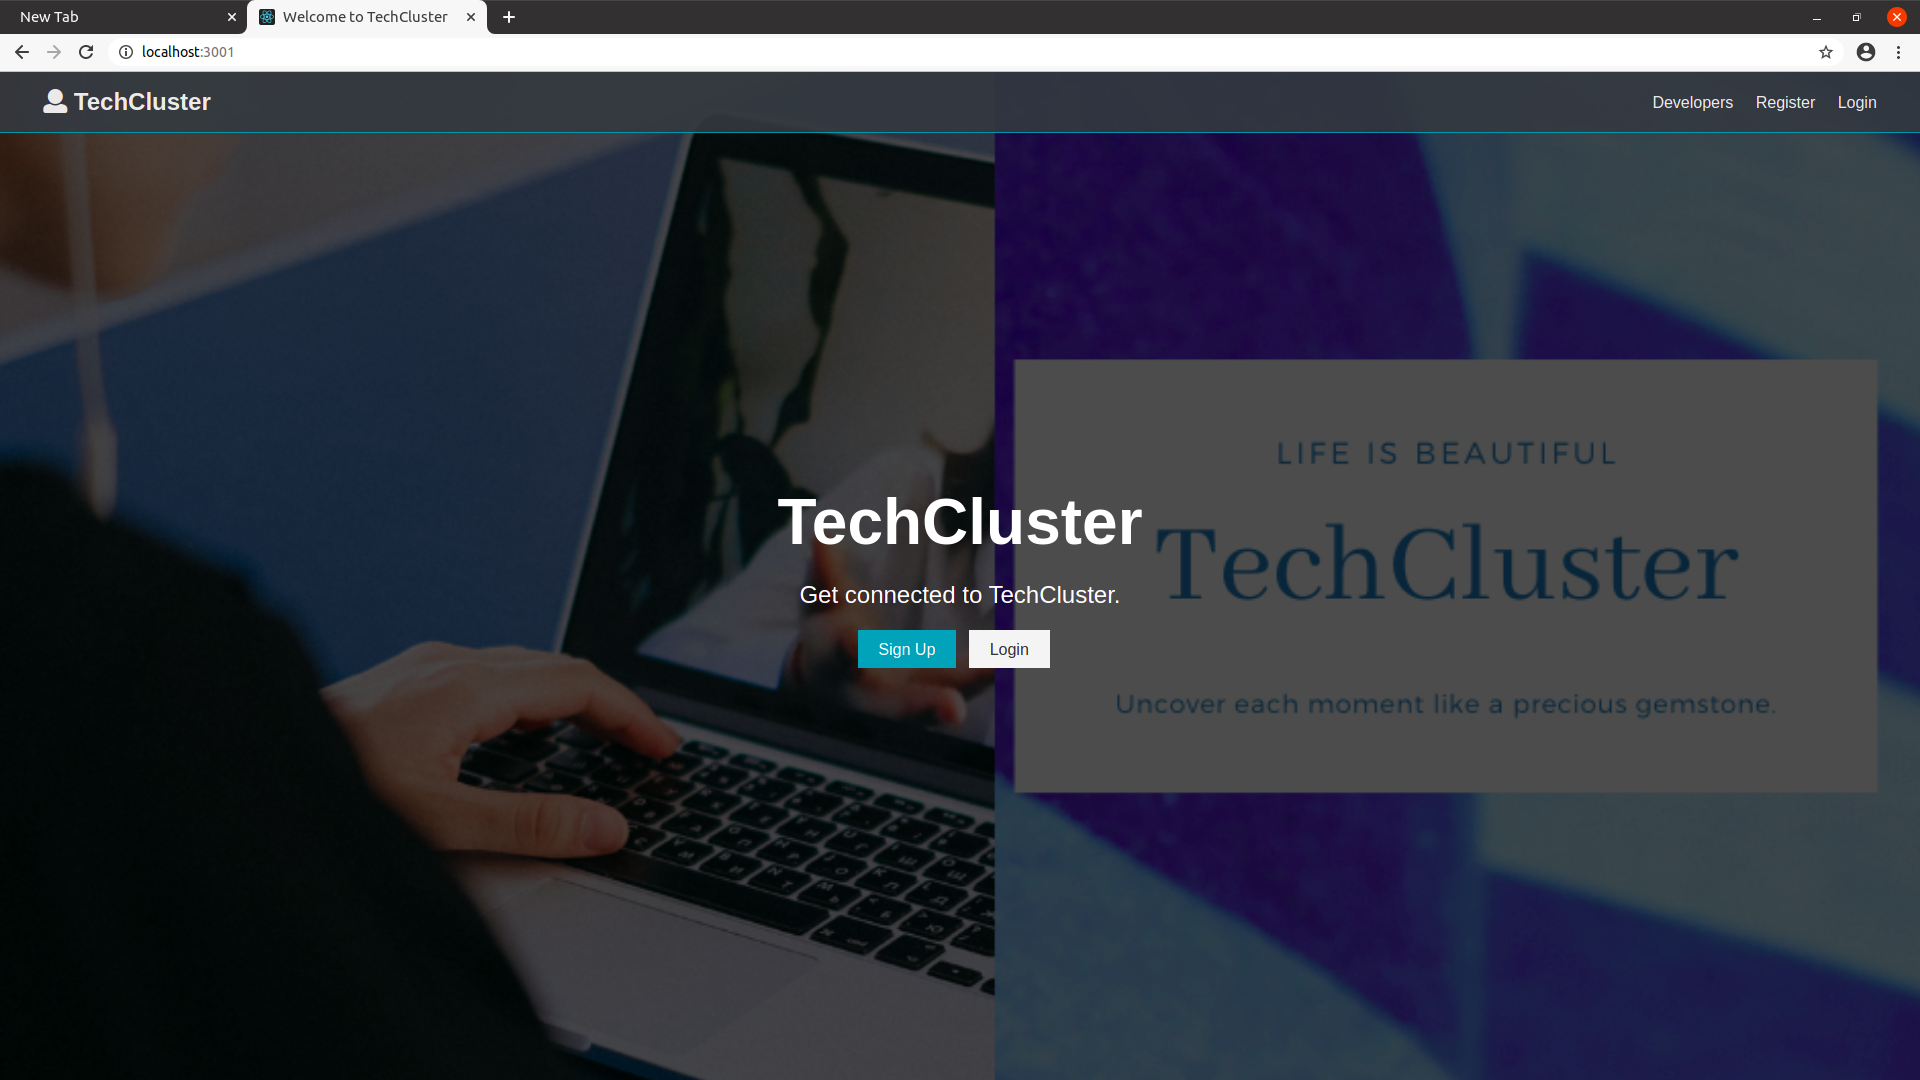 New Tab
Welcome to TechCluster
localhost:3001
TechCluster
Developers
Register
Login
LIFE IS BEAUTIFUL
TechCluster
TechCluster
Get connected to TechCluster.
Sign Up
Login
Uncover each moment like a precious gemstone.